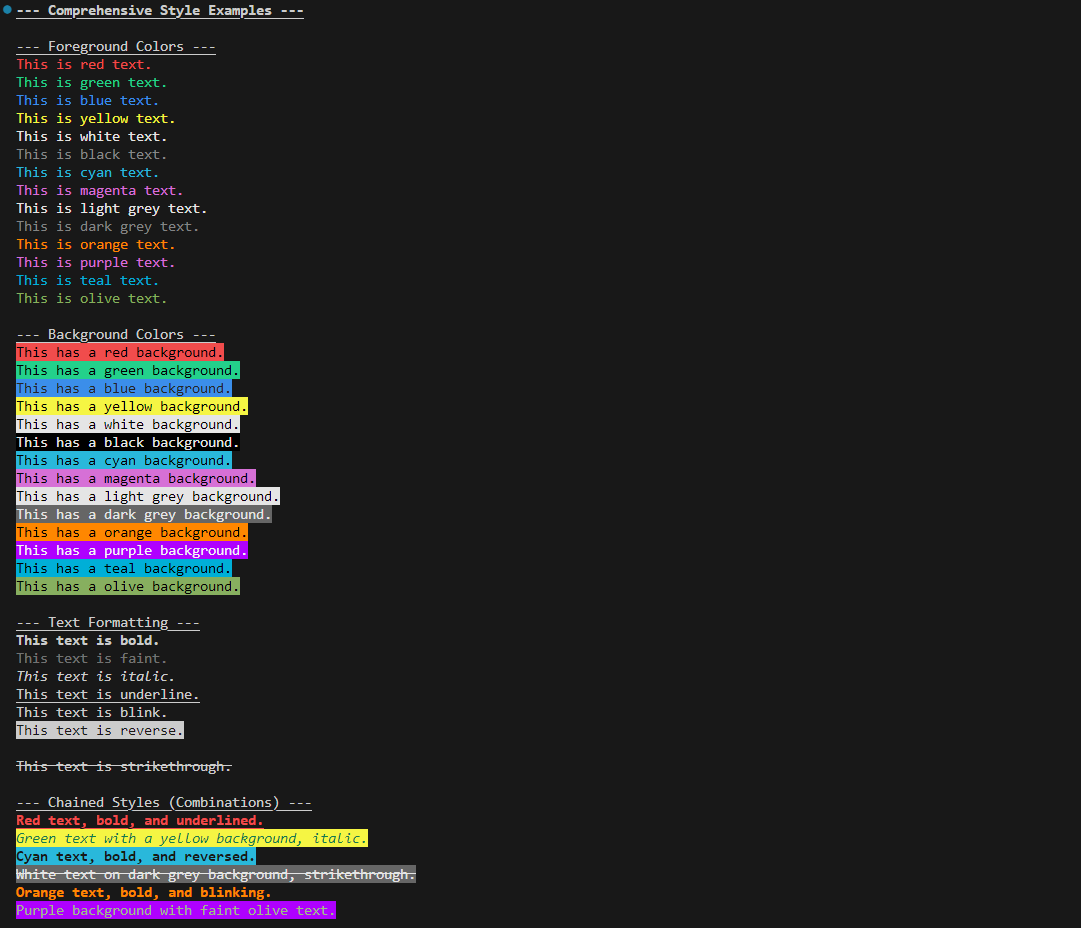 --- Comprehensive Style Examples ---
--- Foreground Colors ---
This is red text.
This is green text.
This is blue text.
This is yellow text.
This is white text.
This is black text.
This is cyan text.
This is magenta text.
This is light grey text.
This is dark grey text.
This is orange text.
This is purple text.
This is teal text.
This is olive text.
--- Background Colors ---
This has a red background.
This has a green background.
This has a blue background.
This has a yellow background.
This has a white background.
This has a black background.
This has a cyan background.
This has a magenta background.
This has a light grey background.
This has a dark grey background.
This has a orange background.
This has a purple background.
This has a teal background.
This has a olive background.
--- Text Formatting ---
This text is bold.
This text is faint.
This text is italic.
This text is underline.
This text is blink.
This text is reverse.
This text is strikethrough.
--- Chained Styles (Combinations) ---
Red text, bold, and underlined.
Green text with a yellow background, italic.
Cyan text, bold, and reversed.
White text on dark grey background, strikethrough.
Orange text, bold, and blinking.
Purple background with faint olive text.